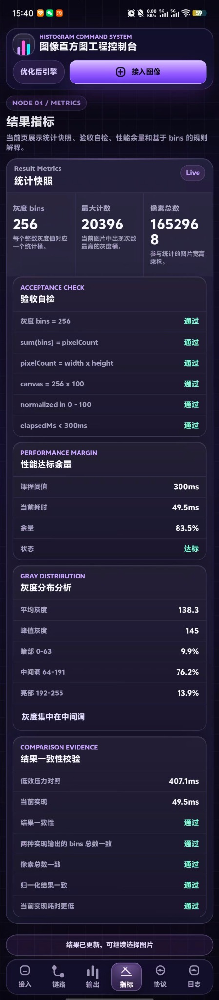 15:40
0.00
KB/s
5G
5G
59
HISTOGRAM COMMAND SYSTEM
图像直方图工程控制台
优化后引擎
接入图像
NODE 04 / METRICS
结果指标
当前页展示统计快照、验收自检、性能余量和基于 bins 的规则
解释。
Result Metrics
统计快照
Live
灰度 bins
256
每个整数灰度值对应
一个统计桶。
最大计数
20396
当前图片中出现次数
最高的灰度桶。
像素总数
165296
8
参与统计的图片宽高
乘积。
ACCEPTANCE CHECK
验收自检
灰度 bins = 256 通过
sum(bins) = pixelCount 通过
pixelCount = width x height 通过
canvas = 256 x 100 通过
normalized in 0 - 100 通过
elapsedMs < 300ms 通过
PERFORMANCE MARGIN
性能达标余量
课程阈值 300ms
当前耗时 49.5ms
余量 83.5%
状态 达标
GRAY DISTRIBUTION
灰度分布分析
平均灰度 138.3
峰值灰度 145
暗部 0-63 9.9%
中间调 64-191 76.2%
亮部 192-255 13.9%
灰度集中在中间调
COMPARISON EVIDENCE
结果一致性校验
低效压力对照 407.1ms
当前实现 49.5ms
结果一致性 通过
两种实现输出的 bins 总数一致 通过
像素总数一致 通过
归一化结果一致 通过
当前实现耗时更低 通过
结果已更新，可继续选择图片
接入
链路
输出
指标
协议
日志